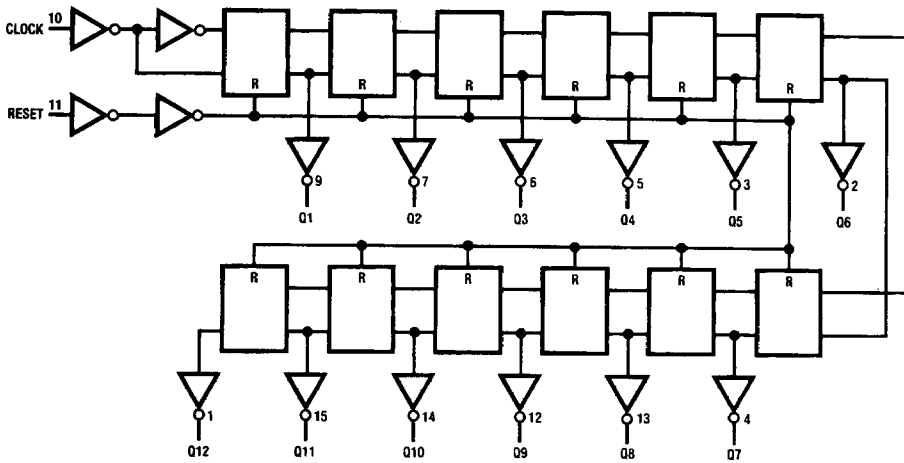 10
CLOCK
R R R R R R
11
RESET
9 7 6 5 3 2
Q1 Q2 Q3 Q4 Q5 Q6
R R R R R R
1 15 14 12 13 4
Q12 Q11 Q10 Q9 Q8 Q7